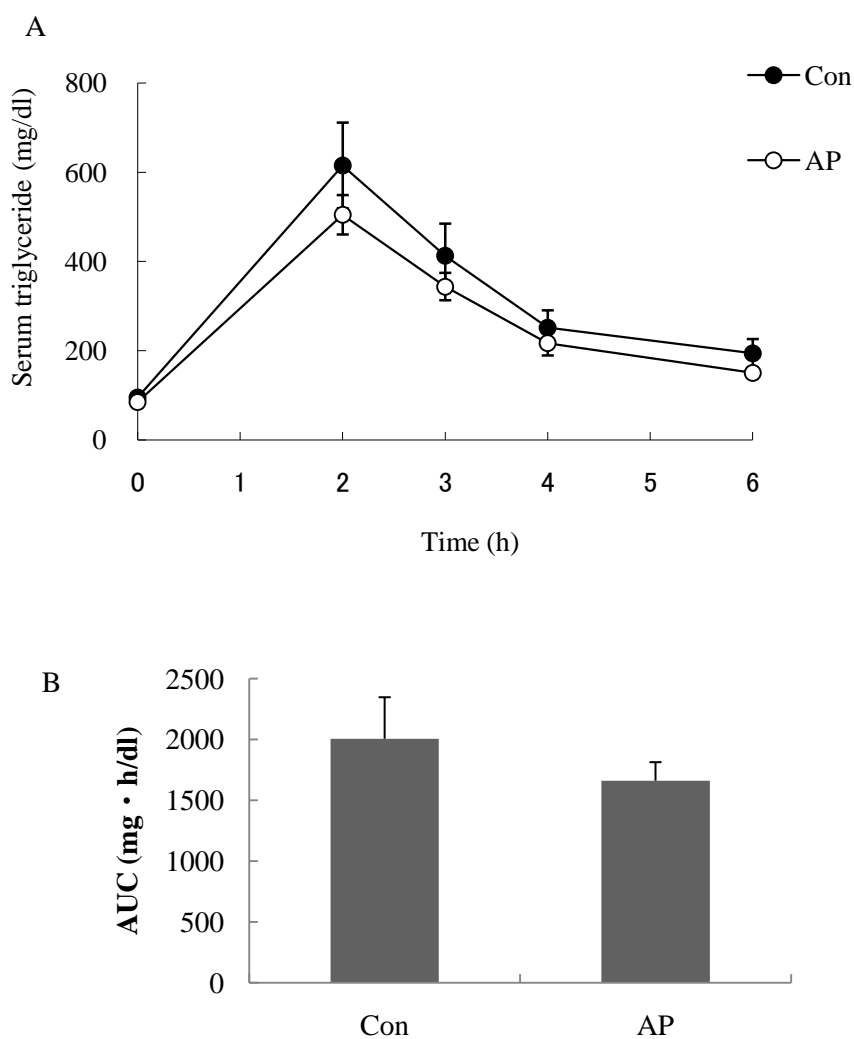 A
Con
AP
Serum triglyceride (mg/dl)
800
600
400
200
0
0 1 2 3 4 5 6
Time (h)
B
AUC (mg・h/dl)
2500
2000
1500
1000
500
0
Con AP